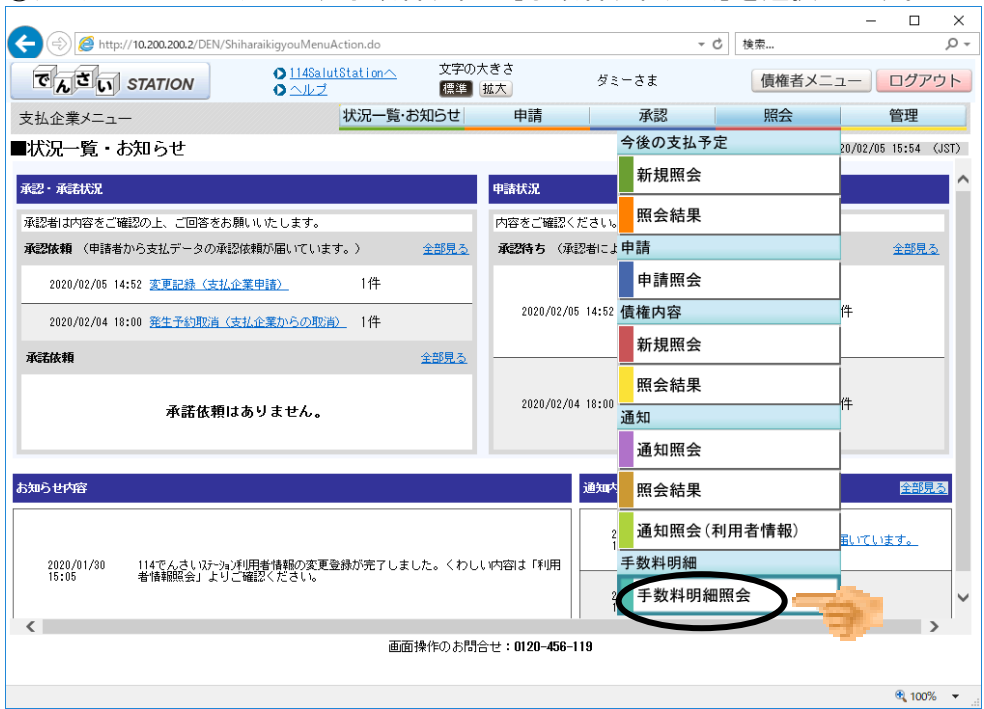 http://10.200.200.2/DEN/ShiharaikigyouMenuAction.do
検索...
でんさい STATION
114SalutStationへ
ヘルプ
文字の大きさ
標準 拡大
ダミーさま
債権者メニュー
ログアウト
支払企業メニュー
状況一覧・お知らせ
申請
承認
照会
管理
■状況一覧・お知らせ
20/02/05 15:54 (JST)
承認・承諾状況
承認者は内容をご確認の上、ご回答をお願いいたします。
承認依頼 (申請者から支払データの承認依頼が届いています。) 全部見る
2020/02/05 14:52 変更記録(支払企業申請) 1件
2020/02/04 18:00 発生予約取消(支払企業からの取消) 1件
承諾依頼 全部見る
承諾依頼はありません。
申請状況
内容をご確認ください。
承認待ち (承認者によ
全部見る
2020/02/05 14:52
件
2020/02/04 18:00
件
今後の支払予定
新規照会
照会結果
申請
申請照会
債権内容
新規照会
照会結果
通知
通知照会
照会結果
通知照会(利用者情報)
手数料明細
手数料明細照会
お知らせ内容
2020/01/30
15:05
114でんさいステーション利用者情報の変更登録が完了しました。くわしい内容は「利用
者情報照会」よりご確認ください。
通知内
全部見る
届いています。
画面操作のお問合せ:0120-456-119
100%